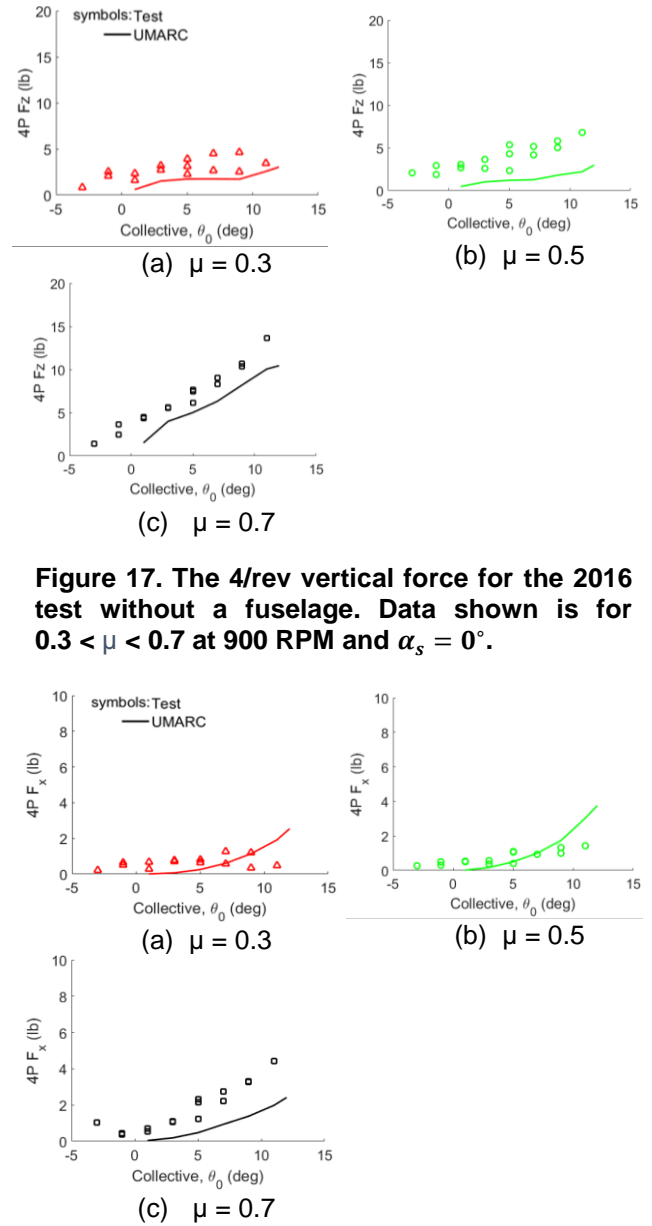 symbols: Test
UMARC
20
15
10
5
0
4P Fz (lb)
-5 0 5 10 15
Collective, θ0 (deg)
(a) μ = 0.3
20
15
10
5
0
4P Fz (lb)
-5 0 5 10 15
Collective, θ0 (deg)
(b) μ = 0.5
20
15
10
5
0
4P Fz (lb)
-5 0 5 10 15
Collective, θ0 (deg)
(c) μ = 0.7
Figure 17. The 4/rev vertical force for the 2016
test without a fuselage. Data shown is for
0.3 < μ < 0.7 at 900 RPM and αs = 0°.
symbols: Test
UMARC
10
8
6
4
2
0
4P Fx (lb)
-5 0 5 10 15
Collective, θ0 (deg)
(a) μ = 0.3
10
8
6
4
2
0
4P Fx (lb)
-5 0 5 10 15
Collective, θ0 (deg)
(b) μ = 0.5
10
8
6
4
2
0
4P Fx (lb)
-5 0 5 10 15
Collective, θ0 (deg)
(c) μ = 0.7